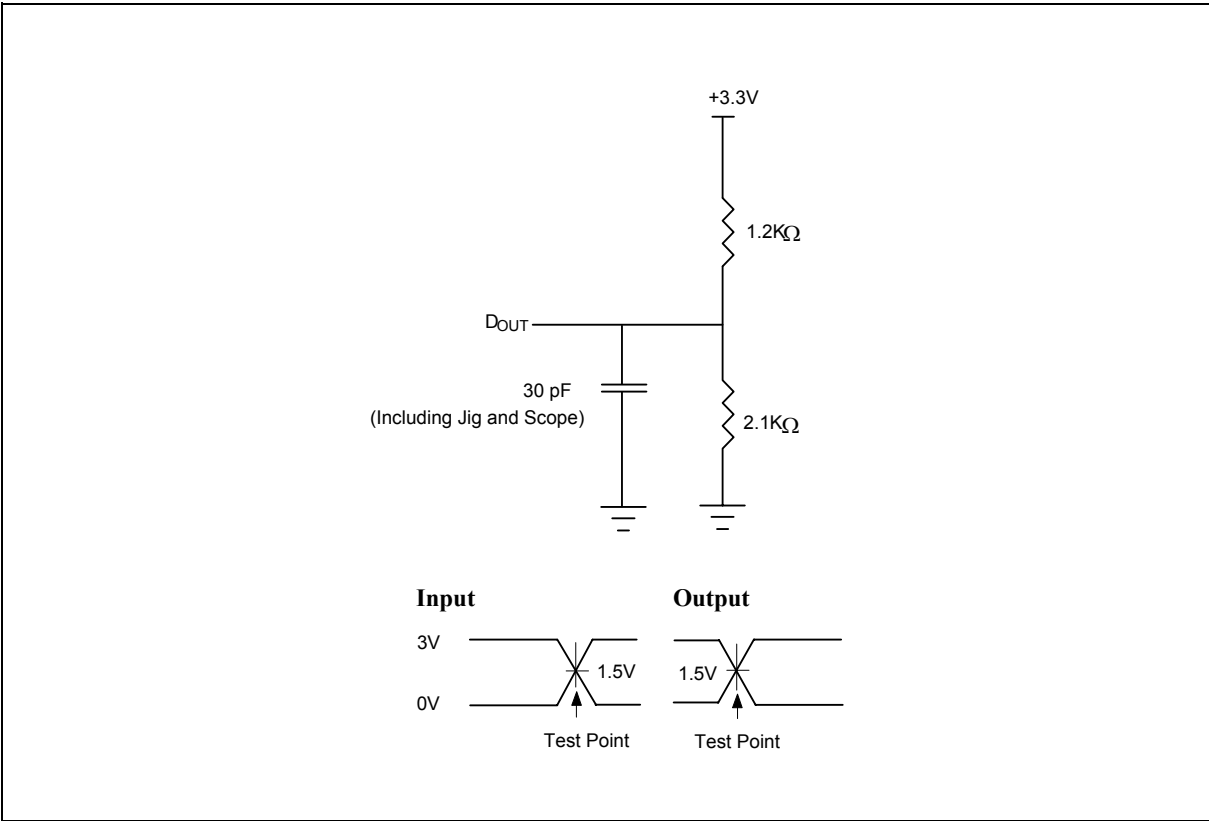 +3.3V
1.2KΩ
DOUT
30 pF
(Including Jig and Scope)
2.1KΩ
Input
Output
3V
1.5V
1.5V
0V
Test Point
Test Point